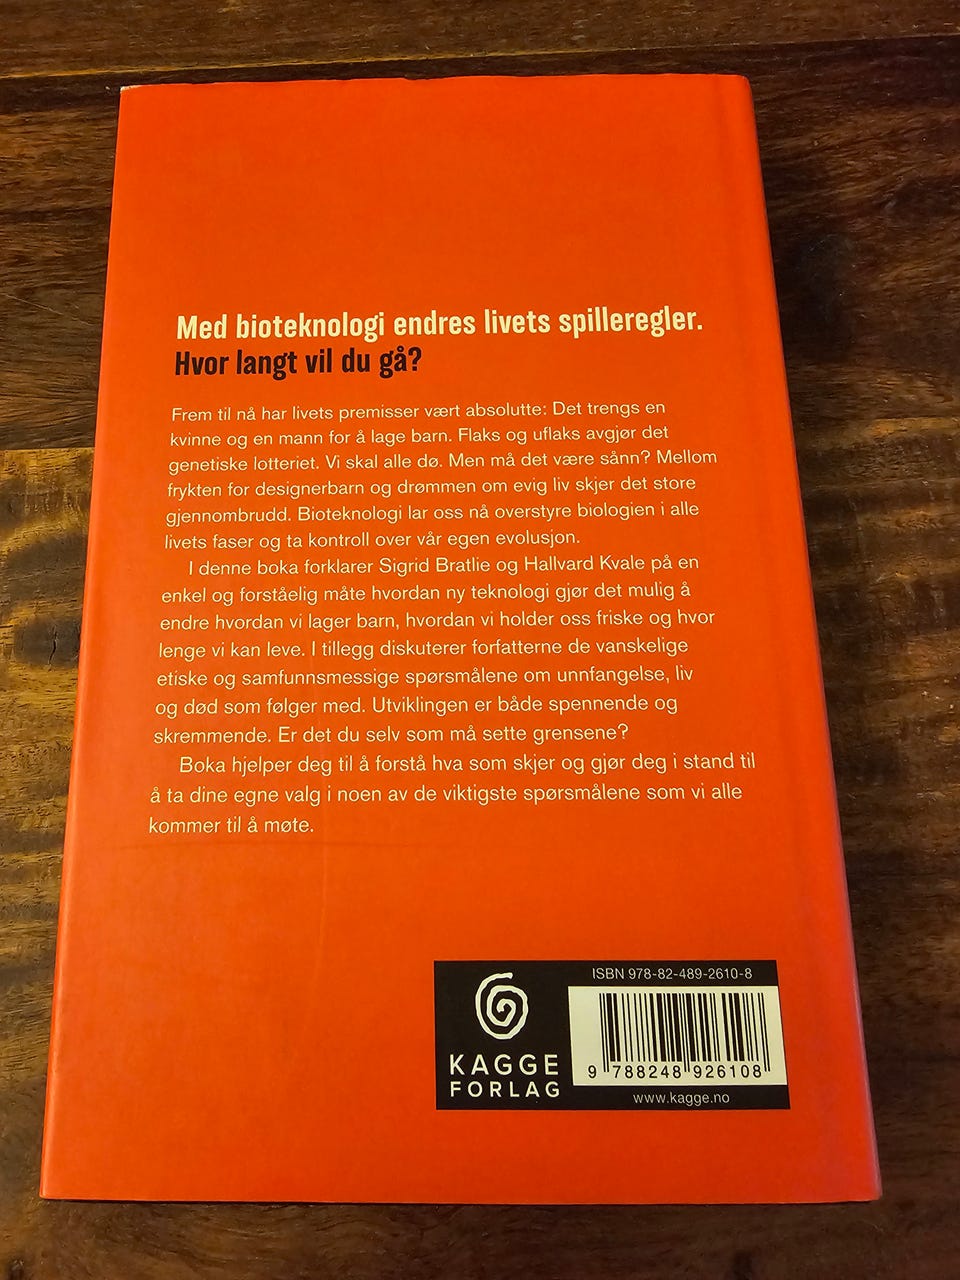 Med bioteknologi endres livets spilleregler.
Hvor langt vil du gå?
Frem til nå har livets premisser vært absolutte: Det trengs en
kvinne og en mann for å lage barn. Flaks og uflaks avgjør det
genetiske lotteriet. Vi skal alle dø. Men må det være sånn? Mellom
frykten for designerbarn og drømmen om evig liv skjer det store
gjennombrudd. Bioteknologi lar oss nå overstyre biologien i alle
livets faser og ta kontroll over vår egen evolusjon.
I denne boka forklarer Sigrid Bratlie og Hallvard Kvale på en
enkel og forståelig måte hvordan ny teknologi gjør det mulig å
endre hvordan vi lager barn, hvordan vi holder oss friske og hvor
lenge vi kan leve. I tillegg diskuterer forfatterne de vanskelige
etiske og samfunnsmessige spørsmålene om unnfangelse, liv
og død som følger med. Utviklingen er både spennende og
skremmende. Er det du selv som må sette grensene?
Boka hjelper deg til å forstå hva som skjer og gjør deg i stand til
å ta dine egne valg i noen av de viktigste spørsmålene som vi alle
kommer til å møte.
ISBN 978-82-489-2610-8
KAGGE
FORLAG
9 788248 926108
www.kagge.no